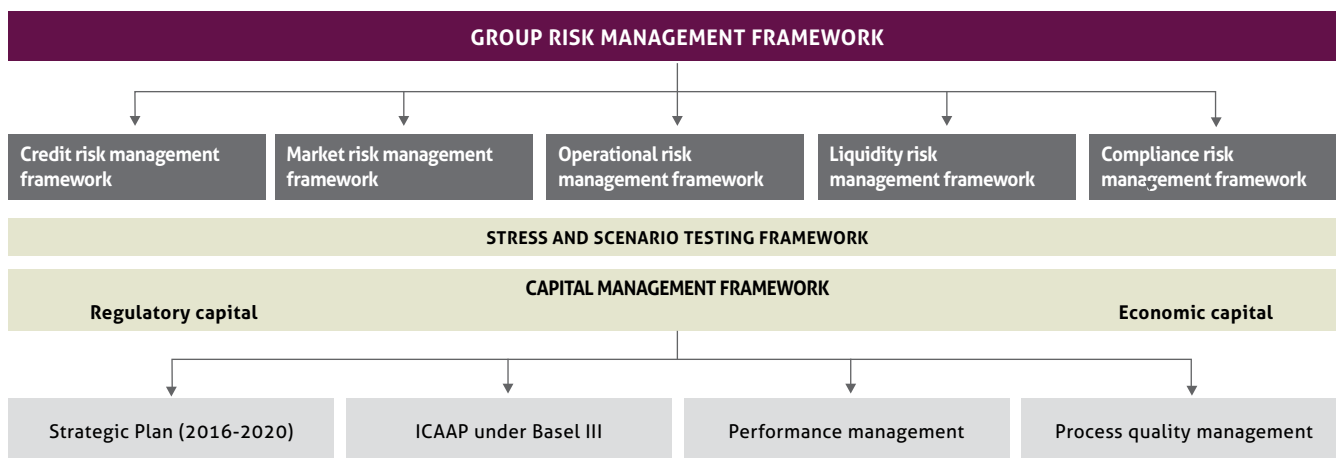 GROUP RISK MANAGEMENT FRAMEWORK
Credit risk management
framework
Market risk management
framework
Operational risk
management framework
Liquidity risk
management framework
Compliance risk
management framework
STRESS AND SCENARIO TESTING FRAMEWORK
CAPITAL MANAGEMENT FRAMEWORK
Regulatory capital
Economic capital
Strategic Plan (2016-2020)
ICAAP under Basel III
Performance management
Process quality management